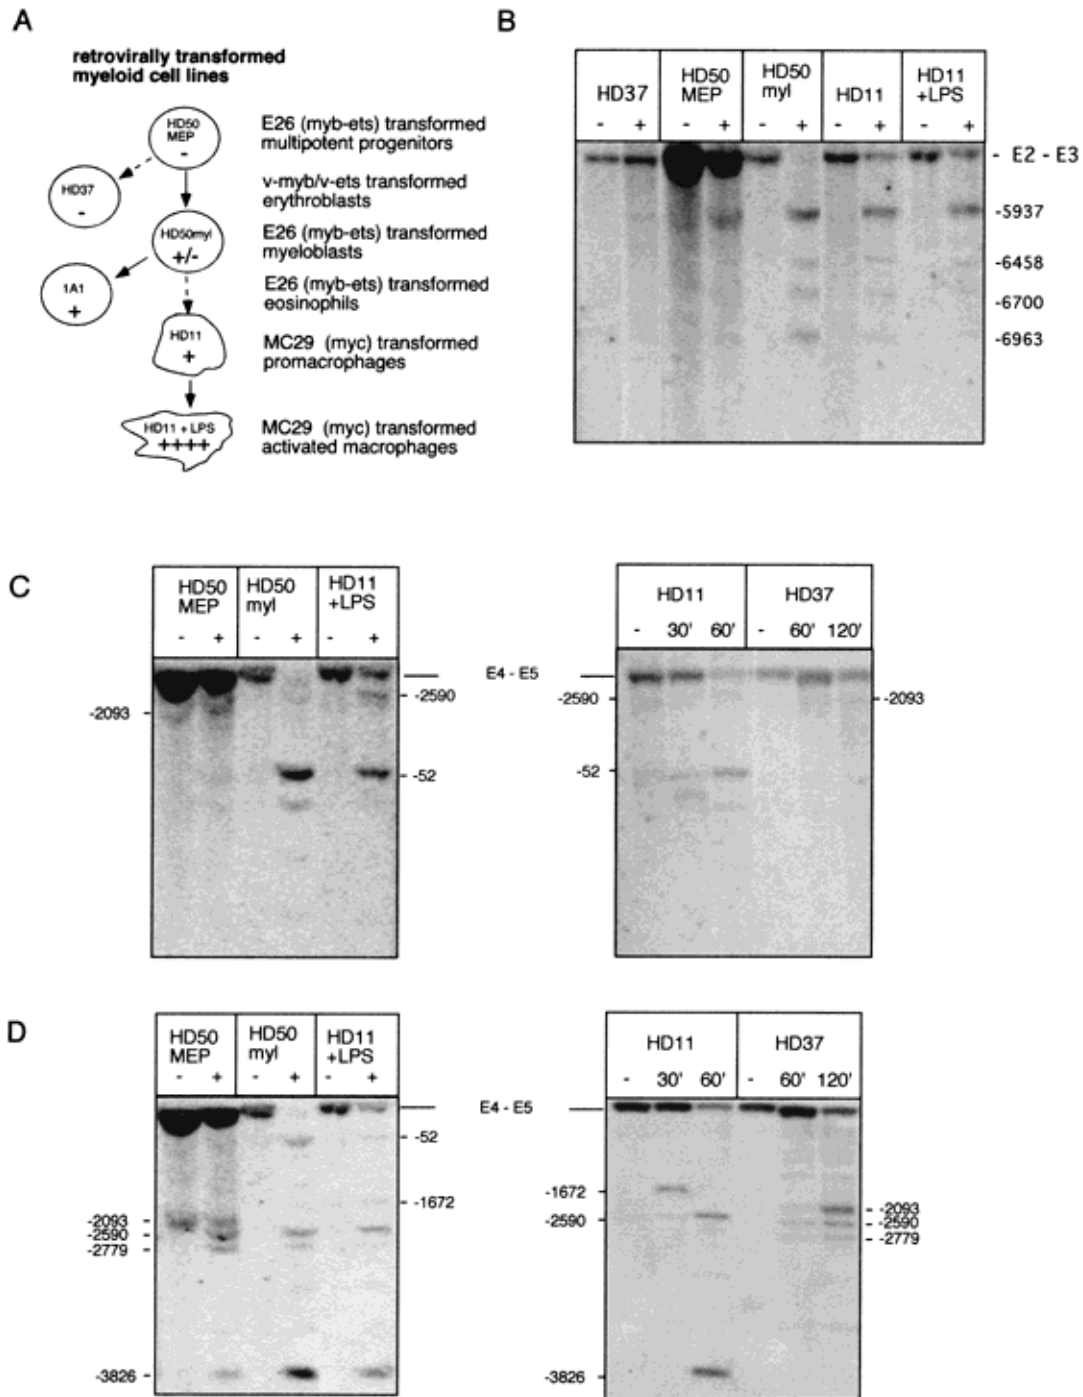 A
retrovirally transformed
myeloid cell lines
HD50
MEP
-
E26 (myb-ets) transformed
multipotent progenitors
HD37
-
v-myb/v-ets transformed
erythroblasts
HD50myl
+/-
E26 (myb-ets) transformed
myeloblasts
1A1
+
E26 (myb-ets) transformed
eosinophils
HD11
+
MC29 (myc) transformed
promacrophages
HD11 + LPS
++++
MC29 (myc) transformed
activated macrophages
B
HD37 HD50 MEP HD50 myl HD11 HD11 +LPS
- + - + - + - + - +
- E2 - E3
-5937
-6458
-6700
-6963
C
HD50 MEP HD50 myl HD11 +LPS
- + - + - +
E4 - E5
-2590
-2093
- -52
HD11 HD37
- 30' 60' - 60' 120'
-2590
-2093
-52
D
HD50 MEP HD50 myl HD11 +LPS
- + - + - +
E4 - E5
- -52
-1672
-2093
-2590
-2779
-3826
HD11 HD37
- 30' 60' - 60' 120'
-1672
-2590
-2093
-2590
-2779
-3826